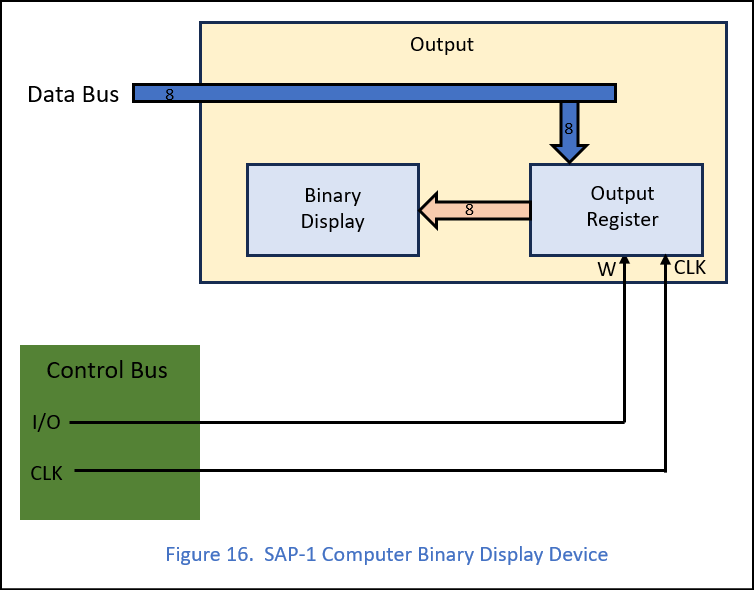 Output
Data Bus
8
8
Binary
Display
8
Output
Register
W
CLK
Control Bus
I/O
CLK
Figure 16.  SAP-1 Computer Binary Display Device